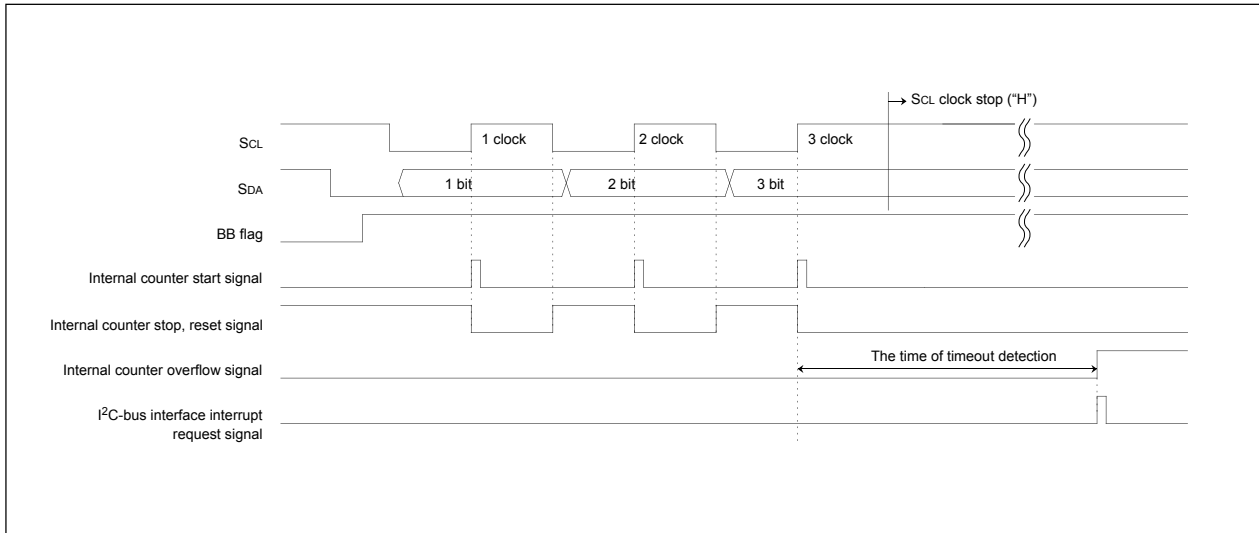 SCL clock stop ("H")
SCL
1 clock
2 clock
3 clock
SDA
1 bit
2 bit
3 bit
BB flag
Internal counter start signal
Internal counter stop, reset signal
The time of timeout detection
Internal counter overflow signal
I²C-bus interface interrupt
request signal